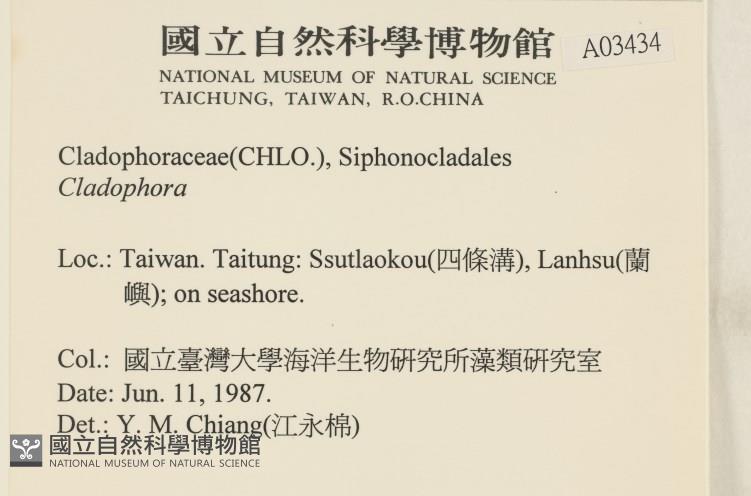 國立自然科學博物館
A03434
NATIONAL MUSEUM OF NATURAL SCIENCE
TAICHUNG, TAIWAN, R.O.CHINA
Cladophoraceae(CHLO.), Siphonocladales
Cladophora
Loc.: Taiwan. Taitung: Ssutlaokou(四條溝), Lanhsu(蘭
嶼); on seashore.
Col.: 國立臺灣大學海洋生物研究所藻類研究室
Date: Jun. 11, 1987.
Det.: Y. M. Chiang(江永棉)
國立自然科學博物館
NATIONAL MUSEUM OF NATURAL SCIENCE